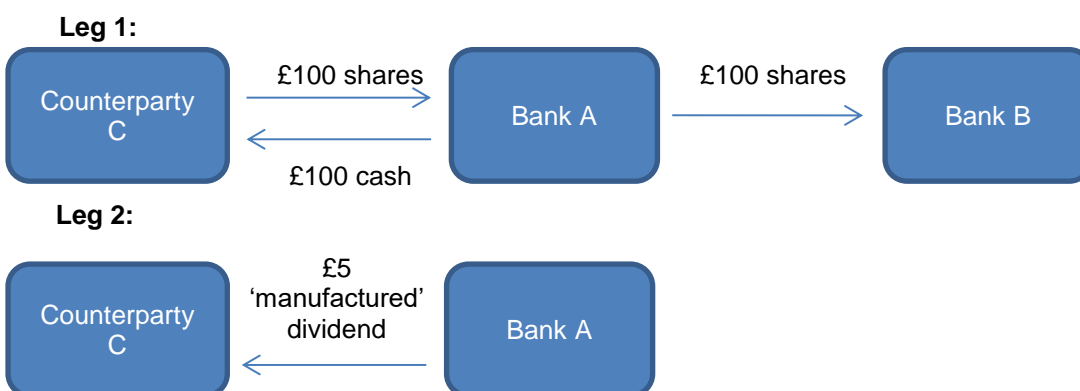 Leg 1:
Counterparty
C
£100 shares
£100 cash
Bank A
£100 shares
Bank B
Leg 2:
Counterparty
C
£5
‘manufactured’
dividend
Bank A